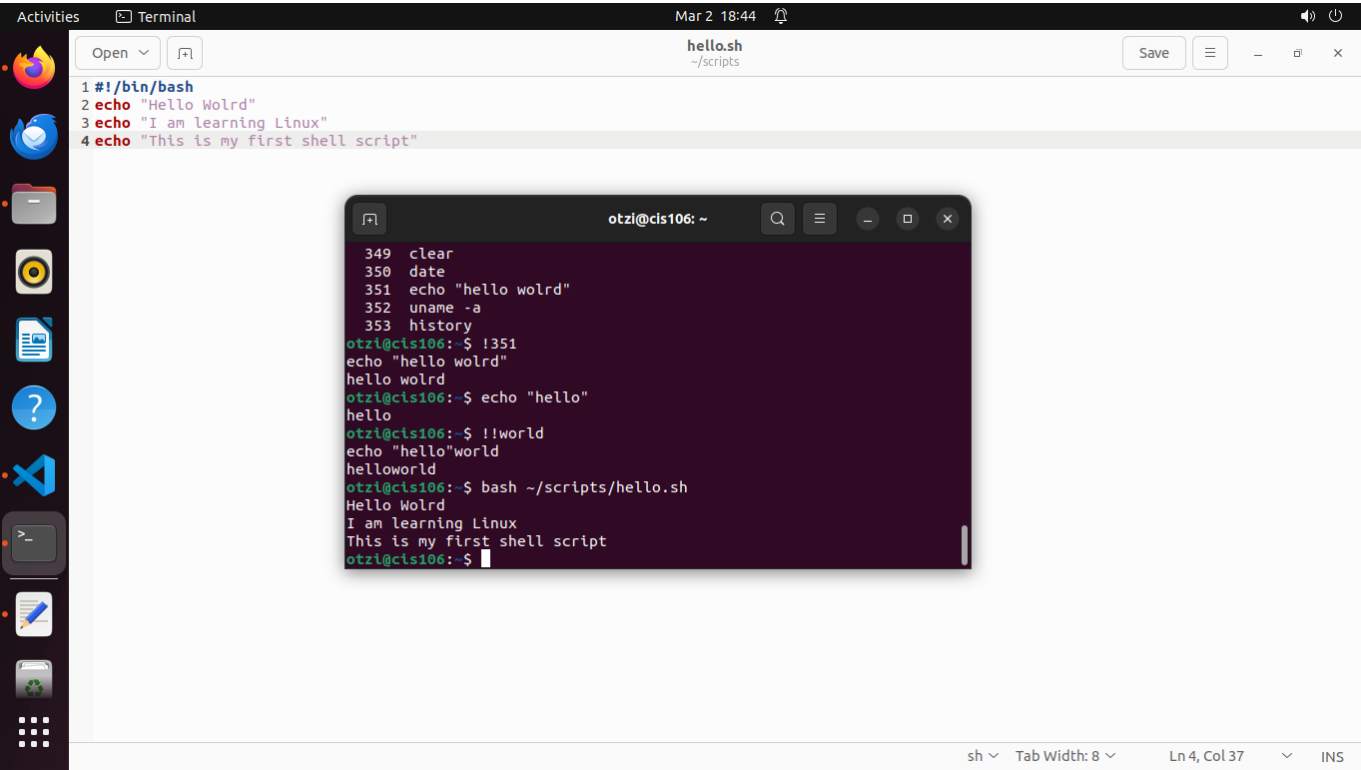 Activities Terminal Mar 2 18:44
Open hello.sh Save
~/scripts
1 #!/bin/bash
2 echo "Hello Wolrd"
3 echo "I am learning Linux"
4 echo "This is my first shell script"
otzi@cis106: ~
349 clear
350 date
351 echo "hello wolrd"
352 uname -a
353 history
otzi@cis106:~$ !351
echo "hello wolrd"
hello wolrd
otzi@cis106:~$ echo "hello"
hello
otzi@cis106:~$ !!world
echo "hello"world
helloworld
otzi@cis106:~$ bash ~/scripts/hello.sh
Hello Wolrd
I am learning Linux
This is my first shell script
otzi@cis106:~$
sh Tab Width: 8 Ln 4, Col 37 INS